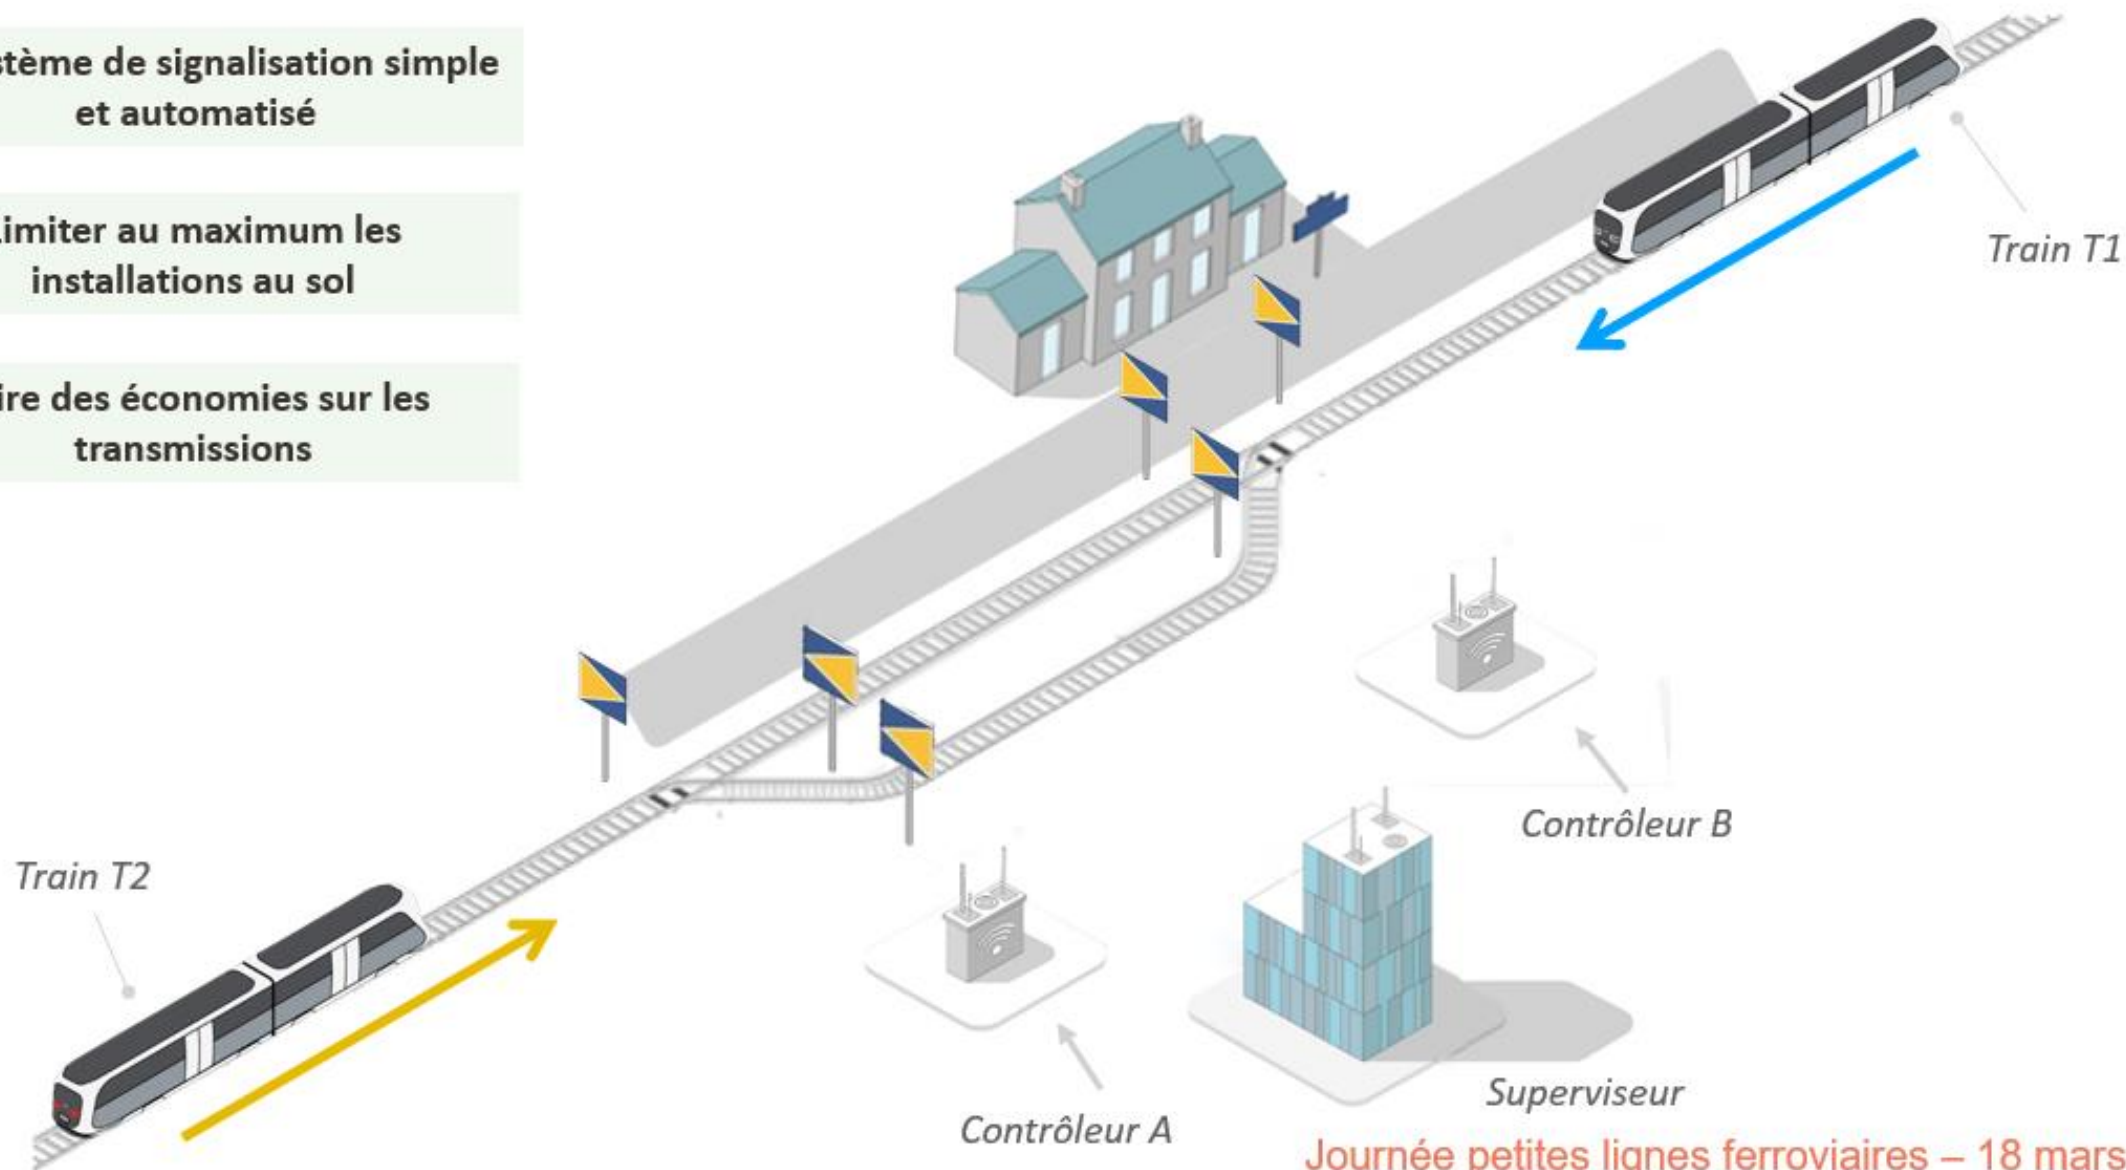 stème de signalisation simple
et automatisé
imiter au maximum les
installations au sol
ire des économies sur les
transmissions
Train T1
Contrôleur B
Train T2
Superviseur
Contrôleur A
Journée petites lignes ferroviaires – 18 mars